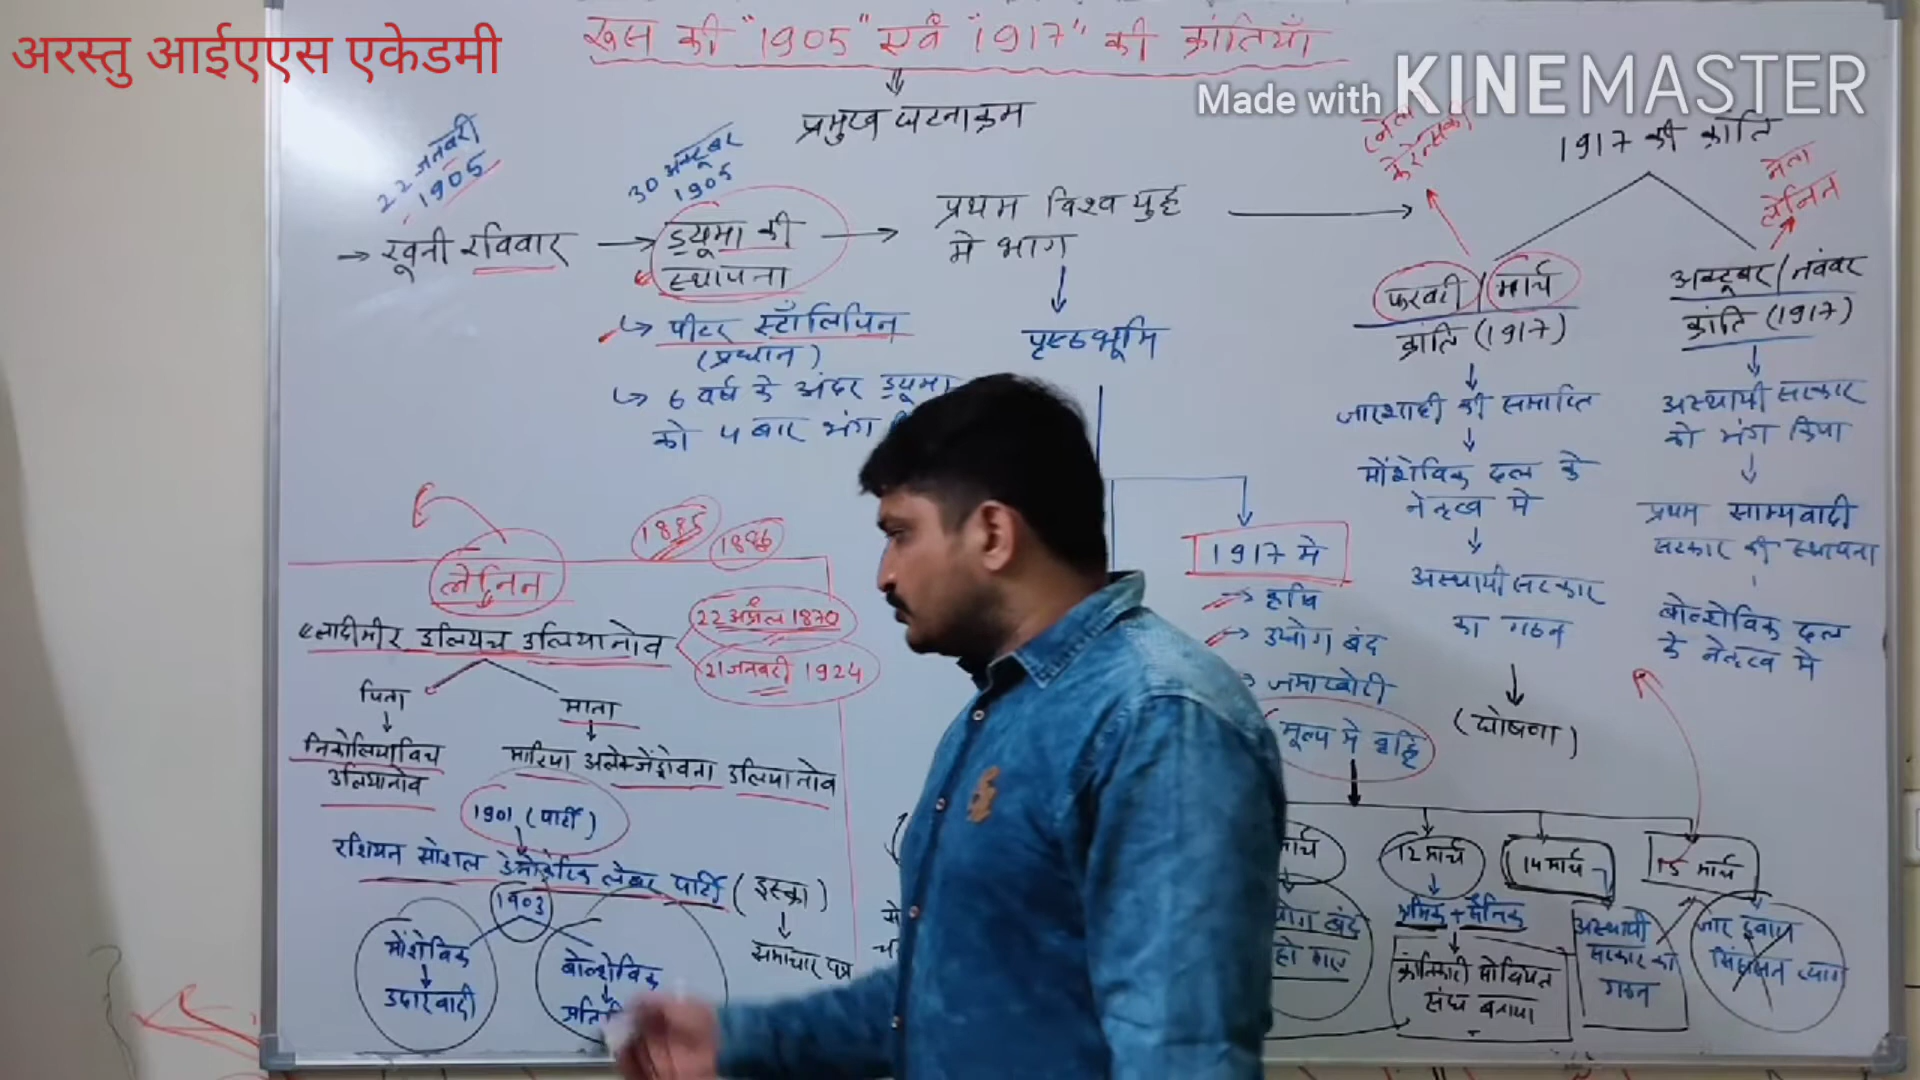 अरस्तु आईएएस एकेडमी
Made with KINEMASTER
रूस की "1905" एवं "1917" की क्रांतियाँ
प्रमुख घटनाक्रम
22 जनवरी
1905
→ खूनी रविवार
30 अक्टूबर
1905
ड्यूमा की
स्थापना
↳ पीटर स्टॉलिपिन
(प्रधान)
↳ 6 वर्ष के अंदर ड्यूमा
को 4 बार भंग
प्रथम विश्व युद्ध
मे भाग
पृष्ठभूमि
1917 की क्रांति
नेता
केरेन्सकी
नेता
लेनिन
फरवरी / मार्च
क्रांति (1917)
जारशाही की समाप्ति
मेंशेविक दल के
नेतृत्व मे
अस्थायी सरकार
का गठन
(घोषणा)
अक्टूबर / नवंबर
क्रांति (1917)
अस्थायी सरकार
को भंग किया
प्रथम साम्यवादी
सरकार की स्थापना
बोल्शेविक दल
के नेतृत्व मे
1917 मे
→ कृषि
→ उद्योग बंद
→ जमाखोरी
मूल्य मे वृद्धि
मार्च
बंद
हो गए
12 मार्च
श्रमिक + सैनिक
क्रांतिकारी सोवियत
संघ बनाया
14 मार्च
अस्थायी
सरकार का
गठन
15 मार्च
जार द्वारा
सिंहासन त्याग
1885
1886
लेनिन
ब्लादीमीर इलियच उलियानोव
22 अप्रैल 1870
21 जनवरी 1924
पिता
निकोलियाविच
उलियानोव
माता
मारिया अलेक्जेंड्रोवना उलियानोव
1901 (पार्टी)
रशियन सोशल डेमोक्रेटिक लेबर पार्टी (इस्क्रा)
समाचार पत्र
1903
मेंशेविक
उदारवादी
बोल्शेविक